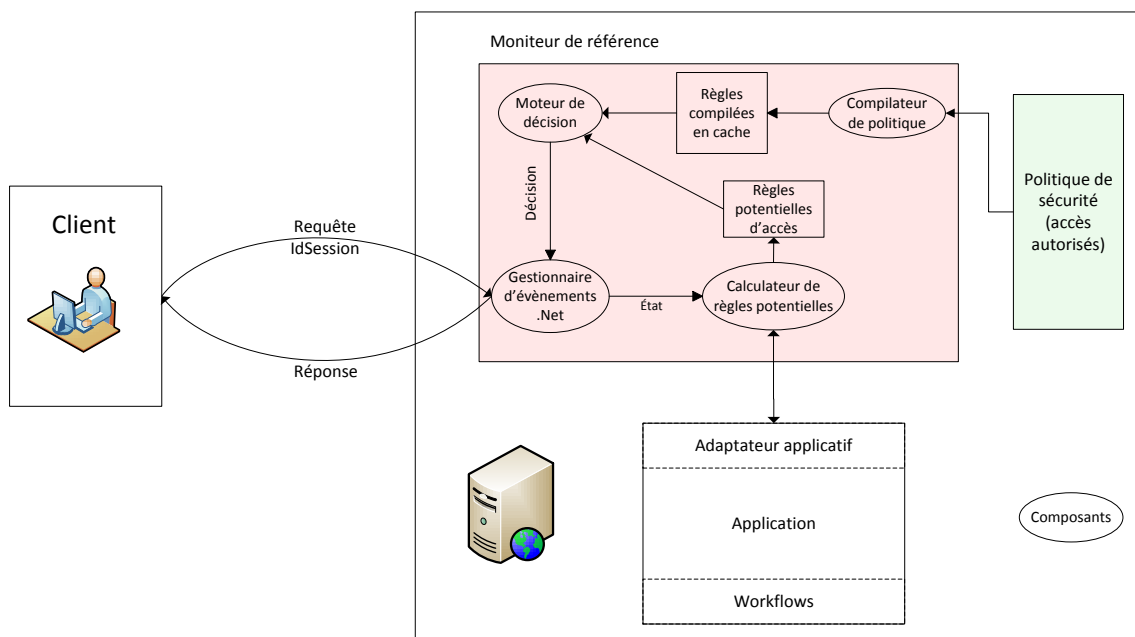 Moniteur de référence
Moteur de
décision
Règles
compilées
en cache
Compilateur
de politique
Politique de
sécurité
(accès
autorisés)
Décision
Règles
potentielles
d'accès
Client
Requête
IdSession
Gestionnaire
d'évènements
.Net
État
Calculateur de
règles potentielles
Réponse
Adaptateur applicatif
Application
Composants
Workflows